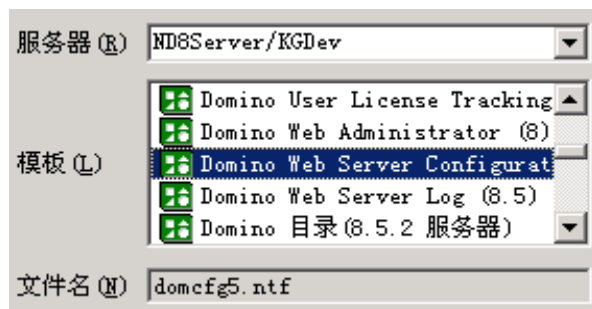 服务器(R) ND8Server/KGDev
Domino User License Tracking
Domino Web Administrator (8)
模板(L) Domino Web Server Configurat
Domino Web Server Log (8.5)
Domino 目录(8.5.2 服务器)
文件名(N) domcfg5.ntf